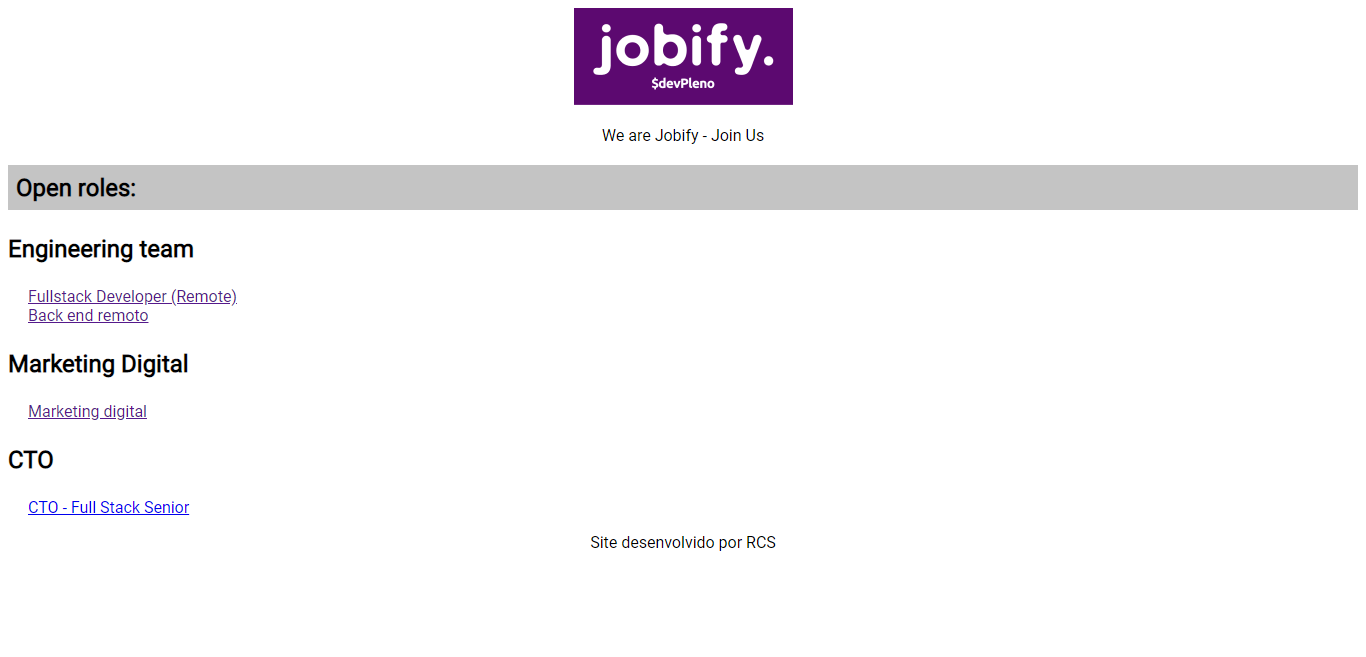 jobify.
$devPleno
We are Jobify - Join Us
Open roles:
Engineering team
Fullstack Developer (Remote)
Back end remoto
Marketing Digital
Marketing digital
CTO
CTO - Full Stack Senior
Site desenvolvido por RCS